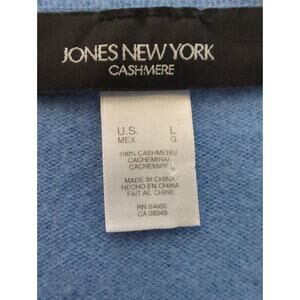 JONES NEW YORK
CASHMERE
U.S. L
MEX G
100% CASHMERE/
CACHEMIRA/
CACHEMIRE
MADE IN CHINA
HECHO EN CHINA
FAIT AU CHINE
RN 54050
CA 08349